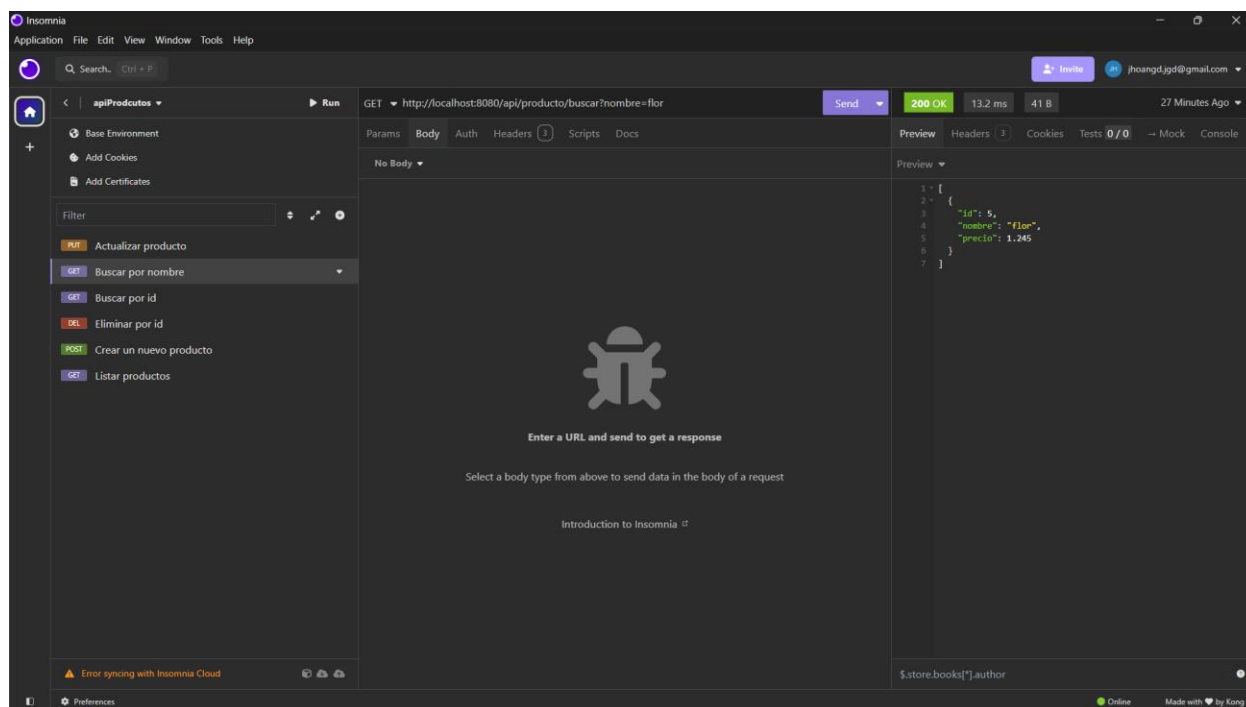 Insomnia
Application File Edit View Window Tools Help
Search.. Ctrl + P
Invite
JH jhoangd.jgd@gmail.com
apiProdcutos
Run
Base Environment
Add Cookies
Add Certificates
Filter
PUT Actualizar producto
GET Buscar por nombre
GET Buscar por id
DEL Eliminar por id
POST Crear un nuevo producto
GET Listar productos
Error syncing with Insomnia Cloud
GET http://localhost:8080/api/producto/buscar?nombre=flor Send
Params Body Auth Headers 3 Scripts Docs
No Body
Enter a URL and send to get a response
Select a body type from above to send data in the body of a request
Introduction to Insomnia
200 OK 13.2 ms 41 B 27 Minutes Ago
Preview Headers 3 Cookies Tests 0 / 0 → Mock Console
Preview
1 [
2 {
3 "id": 5,
4 "nombre": "flor",
5 "precio": 1.245
6 }
7 ]
$.store.books[*].author
Preferences
Online Made with ♥ by Kong